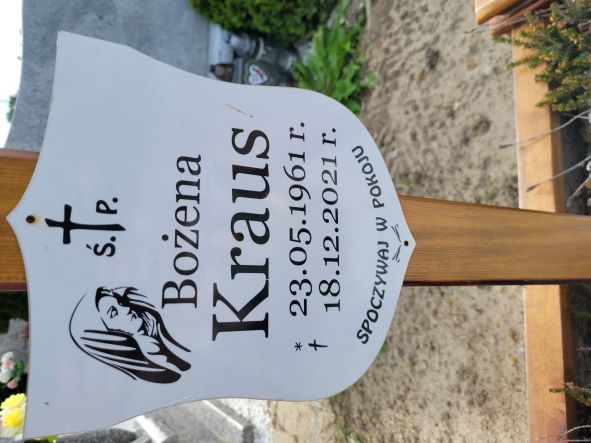 Ś. † P.
Bożena
Kraus
* 23.05.1961 r.
† 18.12.2021 r.
SPOCZYWAJ W POKOJU